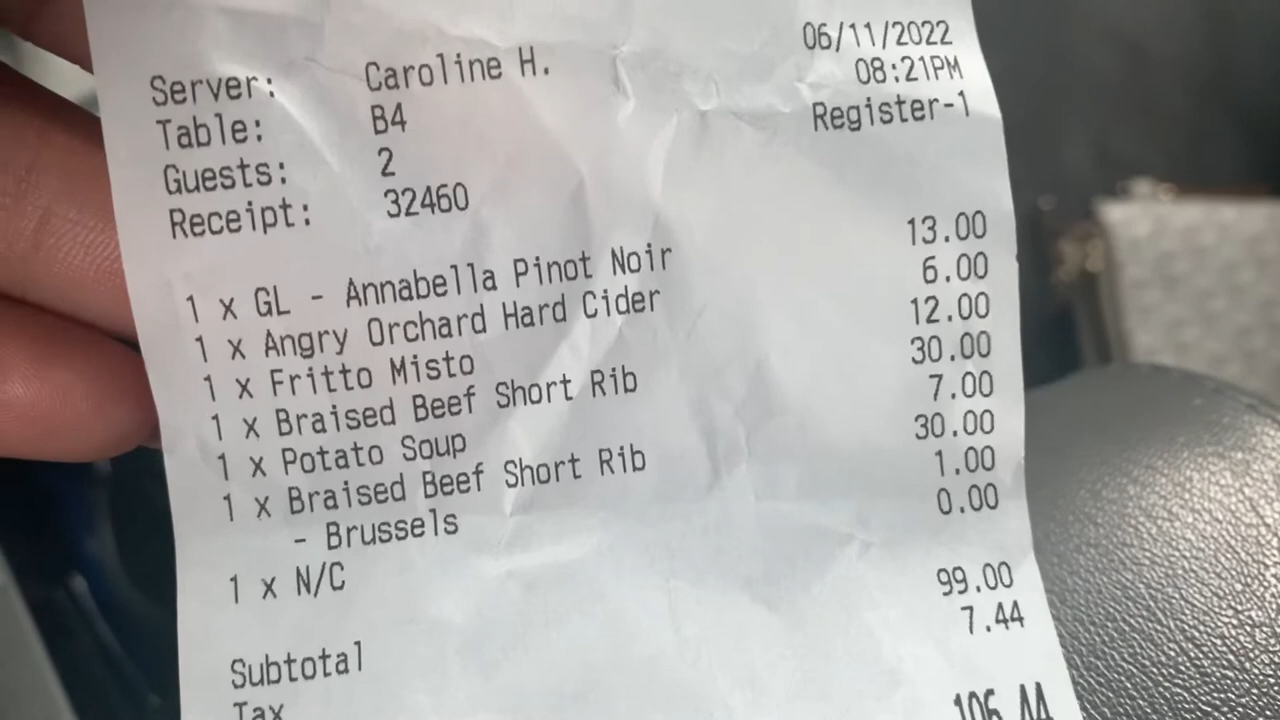 06/11/2022
Server: Caroline H. 08:21PM
Table: B4 Register-1
Guests: 2
Receipt: 32460
1 x GL - Annabella Pinot Noir 13.00
1 x Angry Orchard Hard Cider 6.00
1 x Fritto Misto 12.00
1 x Braised Beef Short Rib 30.00
1 x Potato Soup 7.00
1 x Braised Beef Short Rib 30.00
- Brussels 1.00
1 x N/C 0.00
Subtotal 99.00
Tax 7.44
106.44